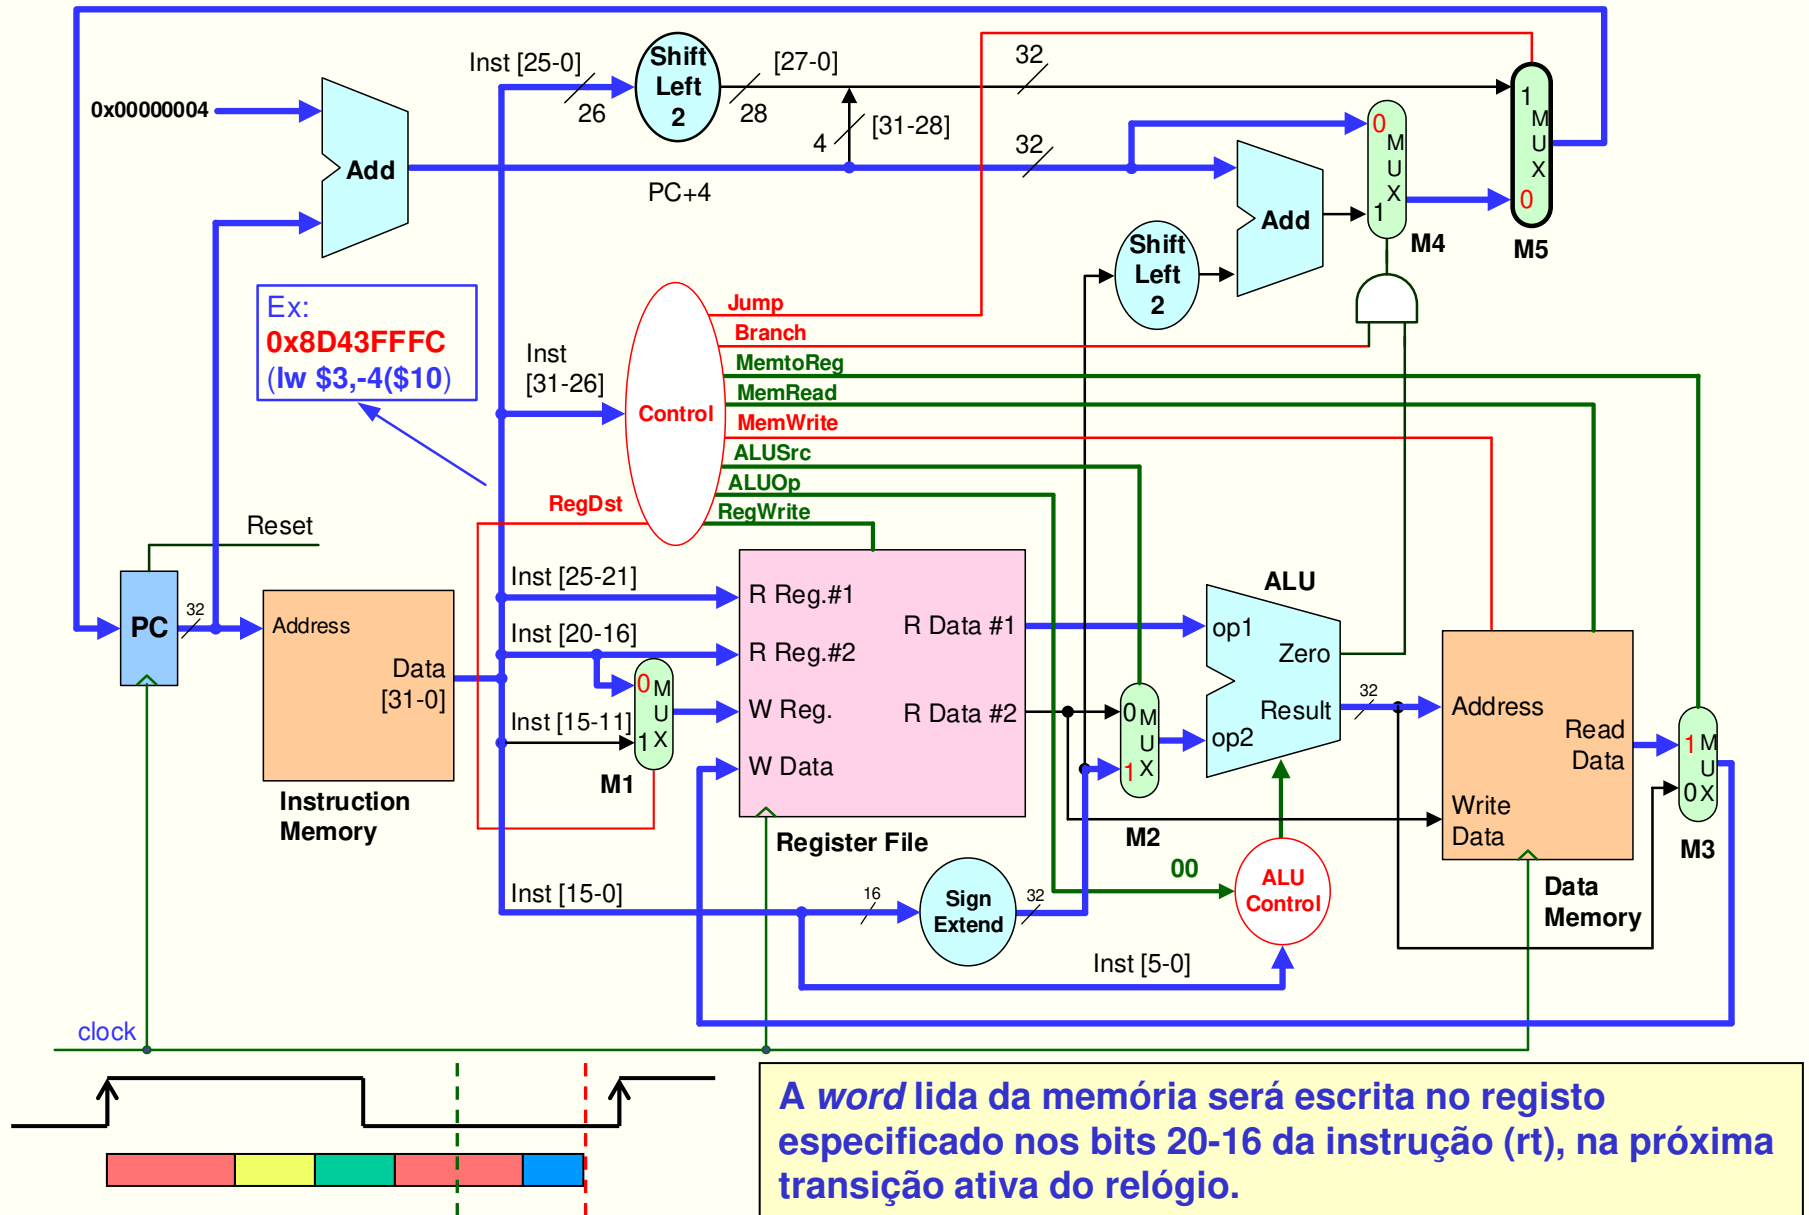 Inst [25-0]
26
Shift
Left
2
[27-0]
28
4
[31-28]
32
1
M
U
X
0
M5
0x00000004
Add
PC+4
32
0
M
U
X
1
M4
Add
Shift
Left
2
Ex:
0x8D43FFFC
(lw $3,-4($10)
Inst
[31-26]
Control
Jump
Branch
MemtoReg
MemRead
MemWrite
ALUSrc
ALUOp
RegWrite
RegDst
Reset
PC
32
Address
Data
[31-0]
Instruction
Memory
Inst [25-21]
Inst [20-16]
Inst [15-11]
0
M
U
1 X
M1
R Reg.#1
R Reg.#2
W Reg.
W Data
R Data #1
R Data #2
Register File
0 M
U
1 X
M2
ALU
op1
Zero
Result
op2
32
Address
Read
Data
Write
Data
Data
Memory
1 M
U
0 X
M3
00
ALU
Control
Inst [15-0]
16
Sign
Extend
32
Inst [5-0]
clock
A word lida da memória será escrita no registo
especificado nos bits 20-16 da instrução (rt), na próxima
transição ativa do relógio.